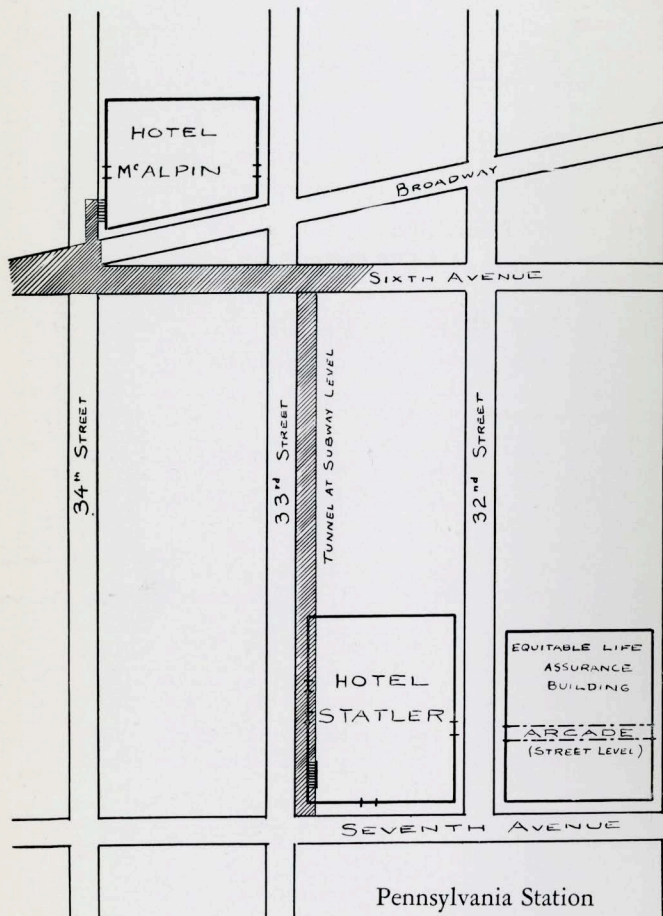 HOTEL
McALPIN
BROADWAY
SIXTH AVENUE
34th STREET
33rd STREET
TUNNEL AT SUBWAY LEVEL
32nd STREET
HOTEL
STATLER
EQUITABLE LIFE
ASSURANCE
BUILDING
ARCADE
(STREET LEVEL)
SEVENTH AVENUE
Pennsylvania Station